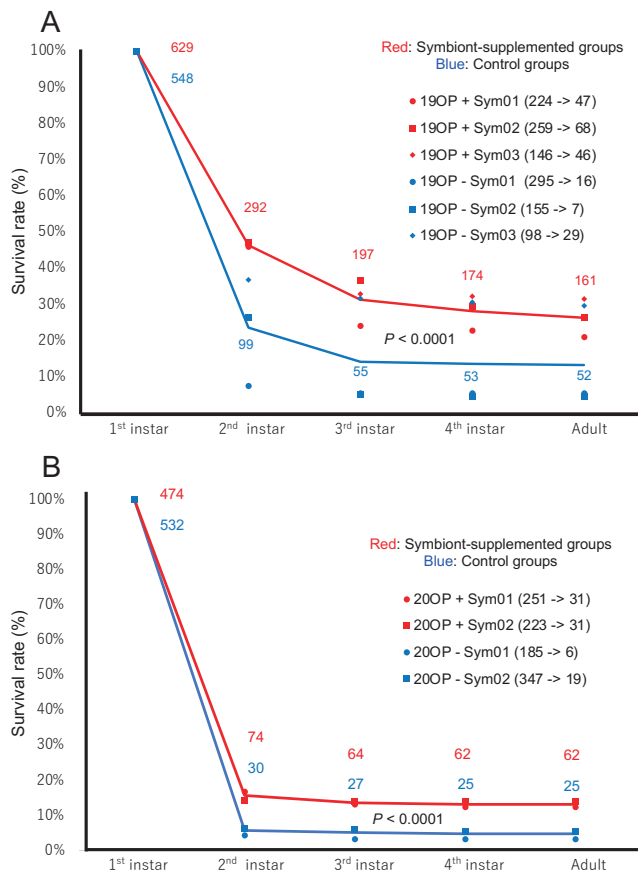 A
100%
90%
80%
70%
60%
50%
40%
30%
20%
10%
0%
Survival rate (%)
629
548
Red: Symbiont-supplemented groups
Blue: Control groups
19OP + Sym01 (224 -> 47)
19OP + Sym02 (259 -> 68)
19OP + Sym03 (146 -> 46)
19OP - Sym01 (295 -> 16)
19OP - Sym02 (155 -> 7)
19OP - Sym03 (98 -> 29)
292
197
174
161
P < 0.0001
99
55
53
52
1st instar 2nd instar 3rd instar 4th instar Adult
B
100%
90%
80%
70%
60%
50%
40%
30%
20%
10%
0%
Survival rate (%)
474
532
Red: Symbiont-supplemented groups
Blue: Control groups
20OP + Sym01 (251 -> 31)
20OP + Sym02 (223 -> 31)
20OP - Sym01 (185 -> 6)
20OP - Sym02 (347 -> 19)
74
64
62
62
30
27
25
25
P < 0.0001
1st instar 2nd instar 3rd instar 4th instar Adult